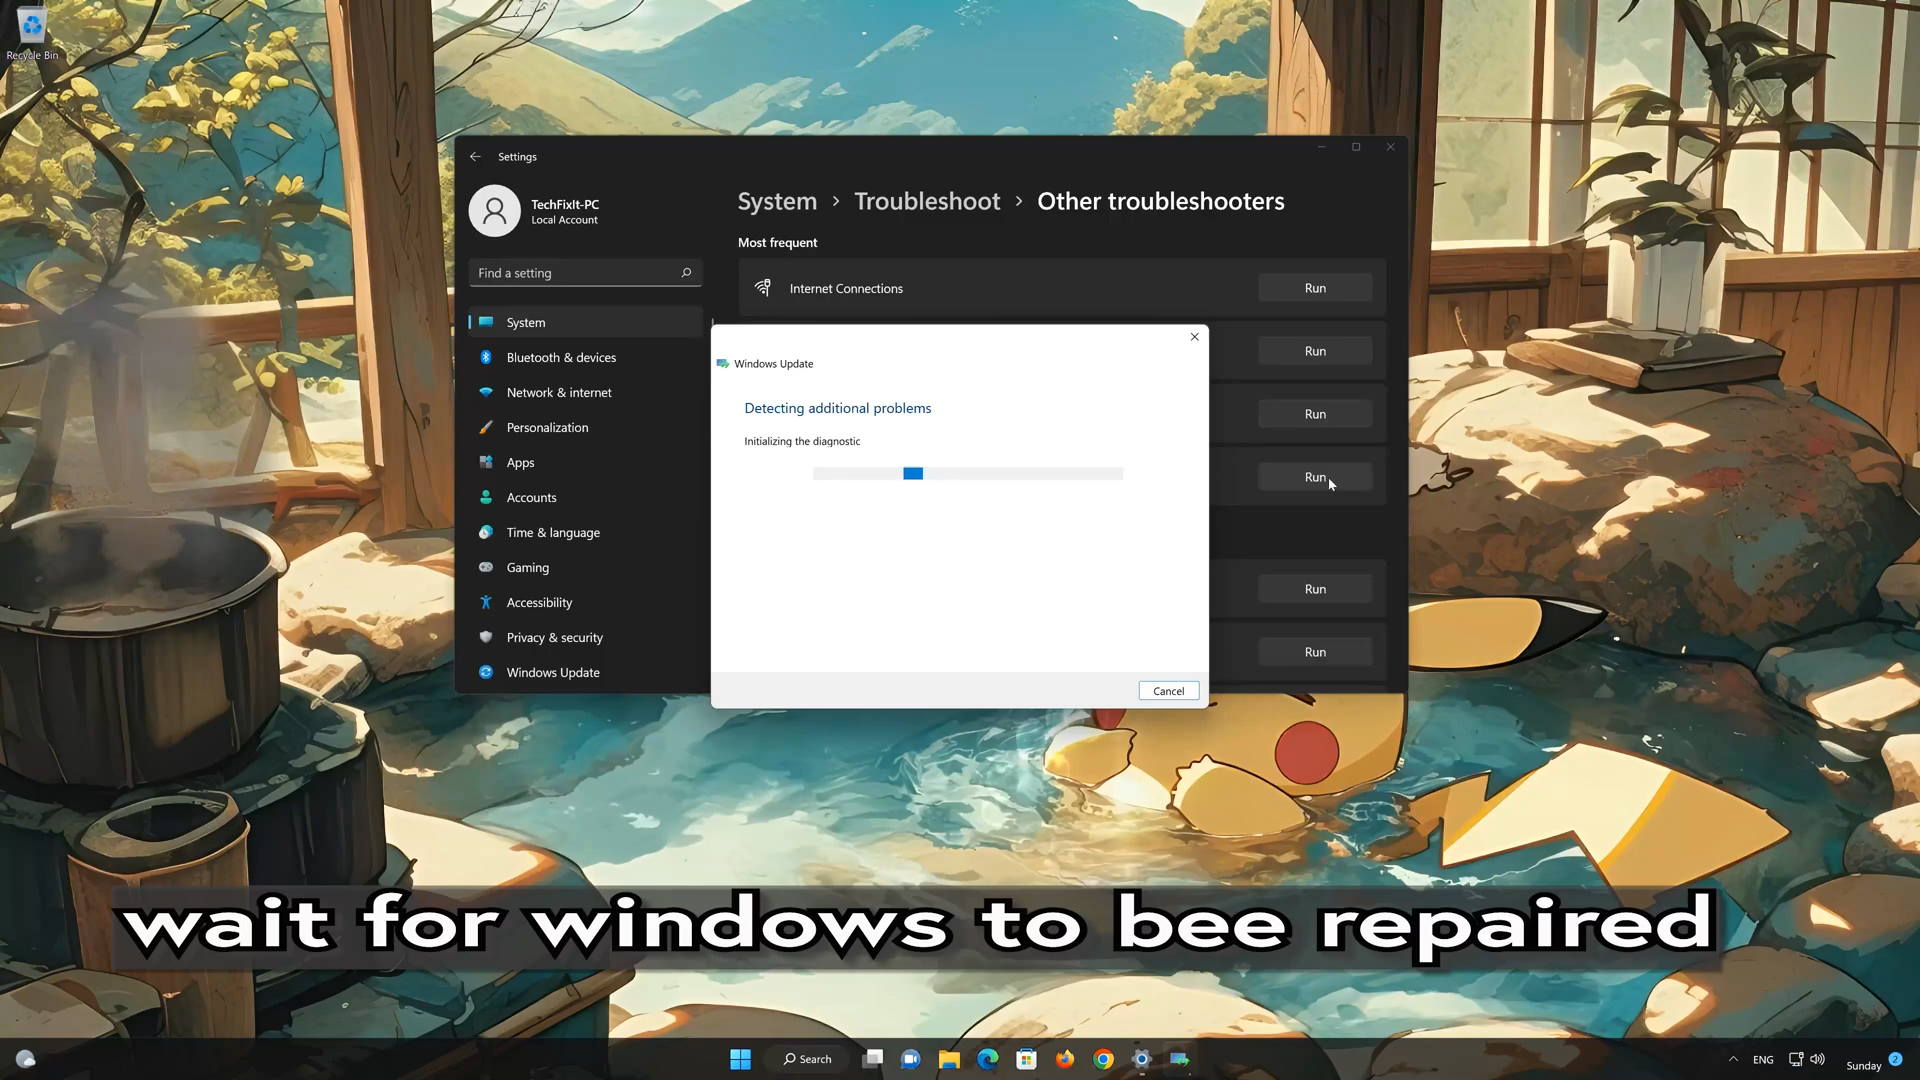 Recycle Bin
Settings
TechFixIt-PC
Local Account
Find a setting
System
Bluetooth & devices
Network & internet
Personalization
Apps
Accounts
Time & language
Gaming
Accessibility
Privacy & security
Windows Update
System > Troubleshoot > Other troubleshooters
Most frequent
Internet Connections
Run
Run
Run
Run
Run
Run
Windows Update
Detecting additional problems
Initializing the diagnostic
Cancel
wait for windows to bee repaired
Search
ENG
Sunday
2